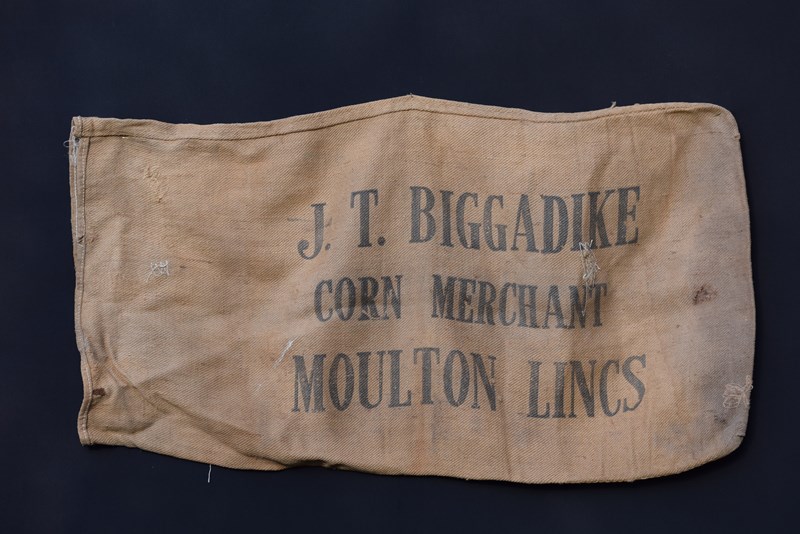 J. T. BIGGADIKE
CORN MERCHANT
MOULTON LINCS